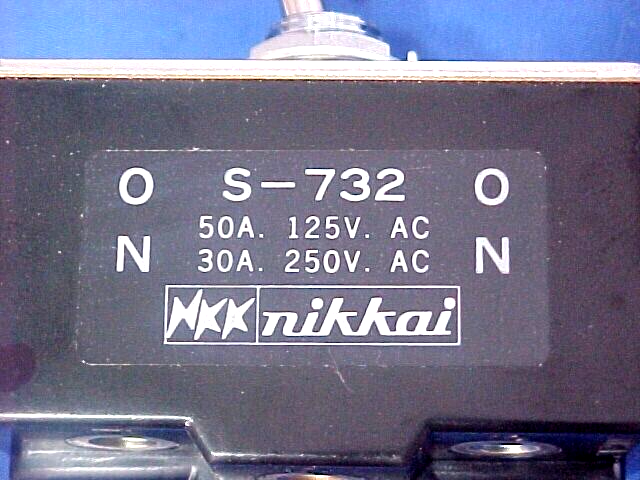 O S-732 O
50A. 125V. AC
N 30A. 250V. AC N
NKK nikkai